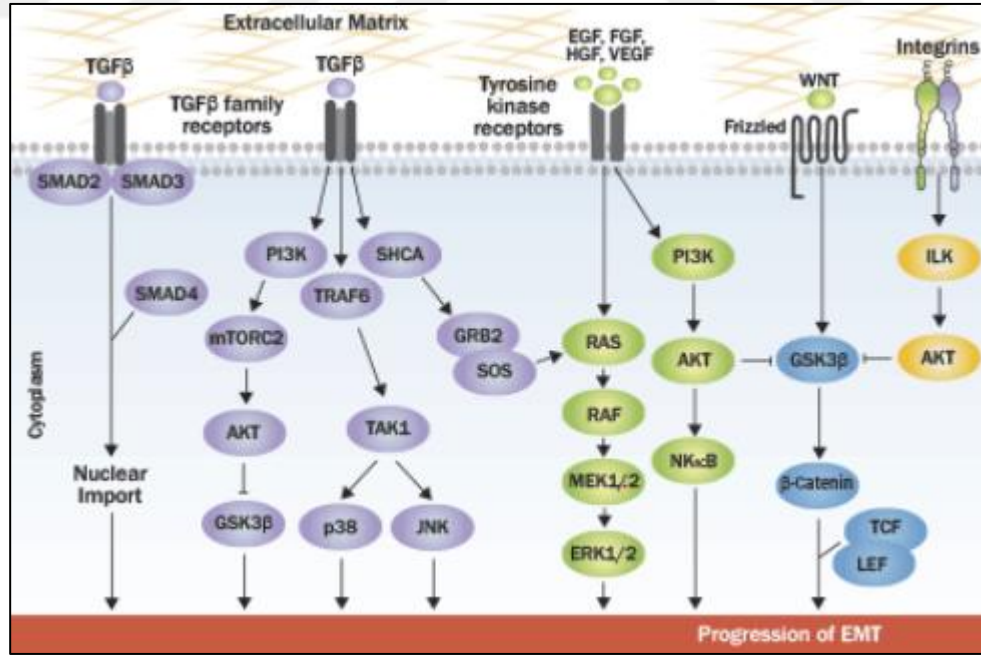 Extracellular Matrix
TGFβ
TGFβ family
receptors
TGFβ
EGF, FGF,
HGF, VEGF
Tyrosine
kinase
receptors
WNT
Frizzled
Integrins
SMAD2
SMAD3
SMAD4
Nuclear
Import
PI3K
mTORC2
AKT
GSK3β
TRAF6
SHCA
TAK1
p38
JNK
GRB2
SOS
RAS
RAF
MEK1/2
ERK1/2
PI3K
AKT
NKκB
GSK3β
β-catenin
TCF
LEF
ILK
AKT
Cytoplasm
Progression of EMT